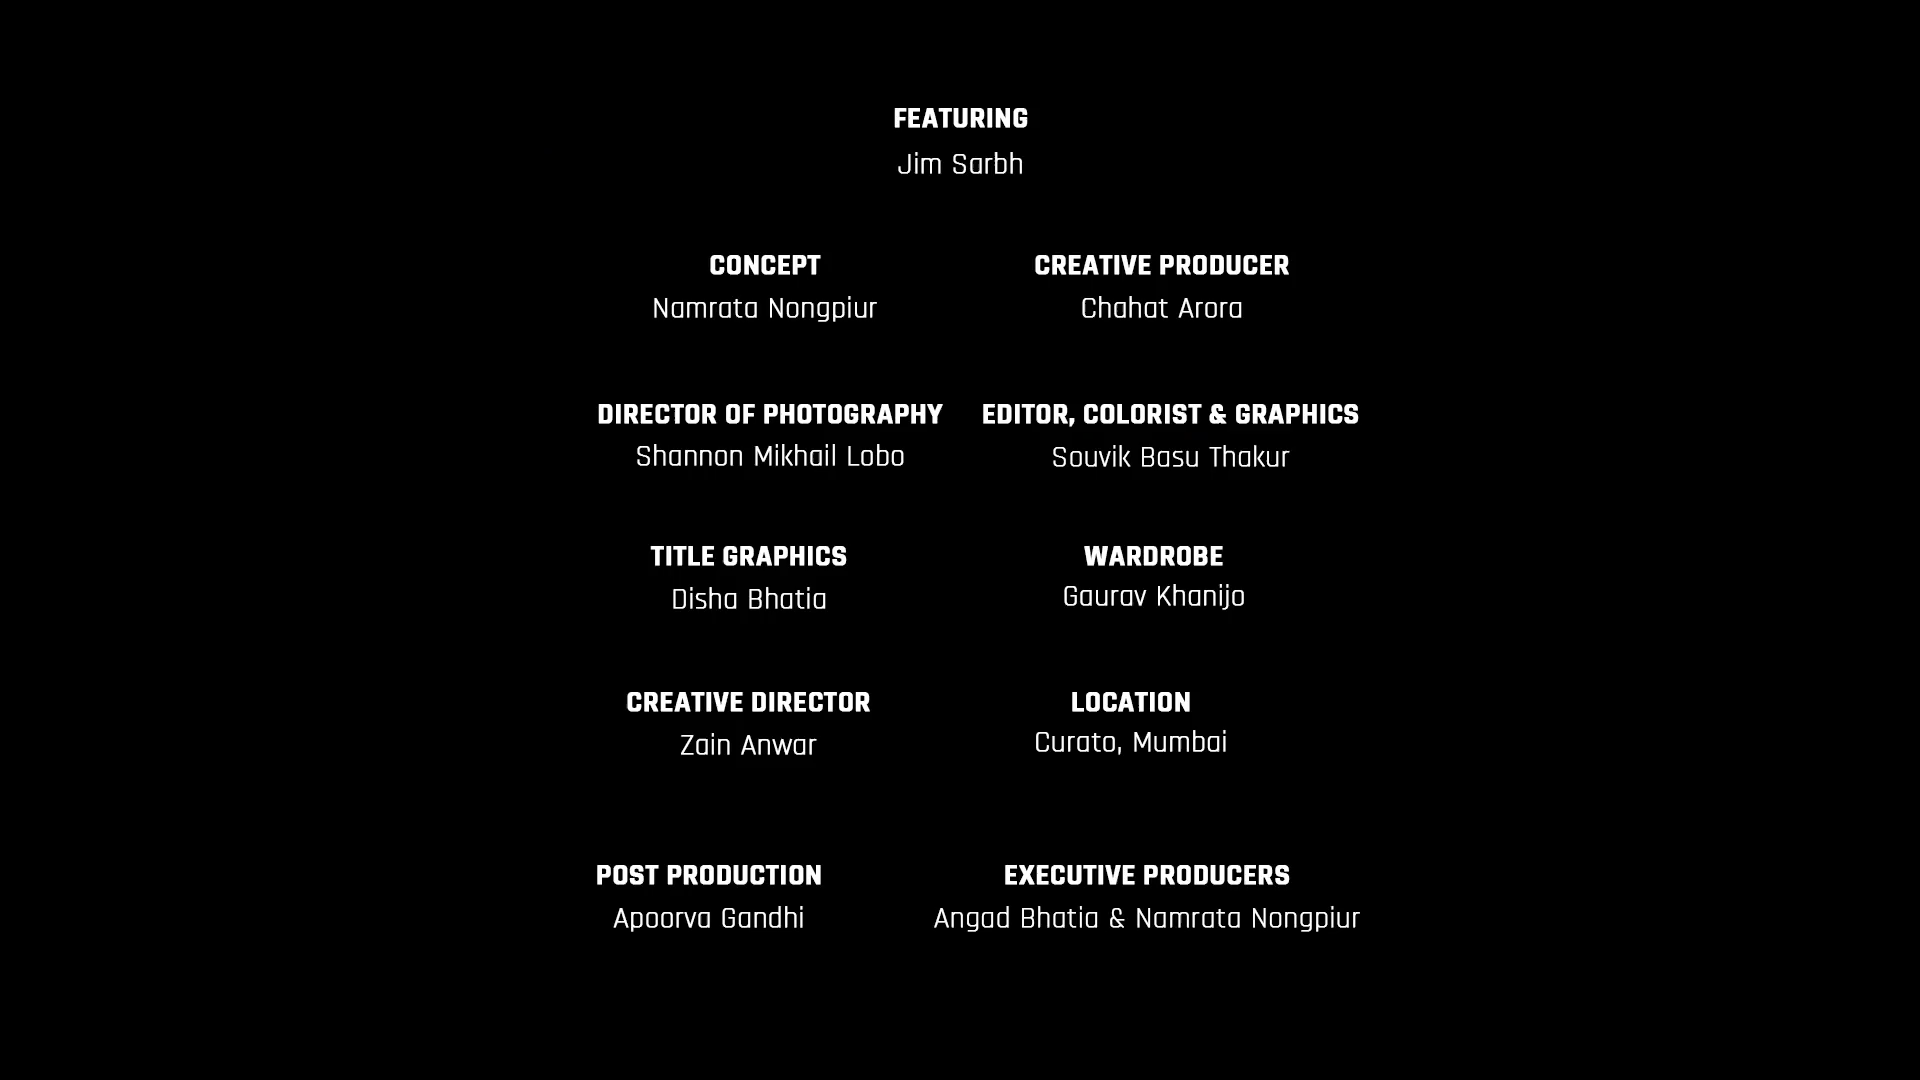 FEATURING
Jim Sarbh
CONCEPT
Namrata Nongpiur
CREATIVE PRODUCER
Chahat Arora
DIRECTOR OF PHOTOGRAPHY
Shannon Mikhail Lobo
EDITOR, COLORIST & GRAPHICS
Souvik Basu Thakur
TITLE GRAPHICS
Disha Bhatia
WARDROBE
Gaurav Khanijo
CREATIVE DIRECTOR
Zain Anwar
LOCATION
Curato, Mumbai
POST PRODUCTION
Apoorva Gandhi
EXECUTIVE PRODUCERS
Angad Bhatia & Namrata Nongpiur